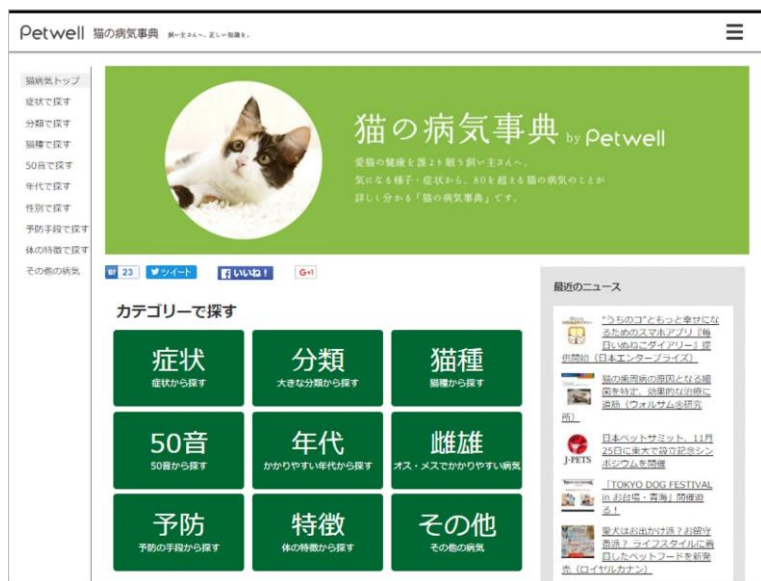 Petwell 猫の病気事典 飼い主さんへ、正しい知識を。
猫病気トップ
症状で探す
分類で探す
猫種で探す
50音で探す
年代で探す
性別で探す
予防手段で探す
体の特徴で探す
その他の病気
猫の病気事典 by Petwell
愛猫の健康を誰より願う飼い主さんへ。
気になる様子・症状から、80を超える猫の病気のことが
詳しく分かる「猫の病気事典」です。
B! 23 ツイート いいね! G+1
カテゴリーで探す
症状
症状から探す
分類
大きな分類から探す
猫種
猫種から探す
50音
50音から探す
年代
かかりやすい年代から探す
雌雄
オス・メスでかかりやすい病気
予防
予防の手段から探す
特徴
体の特徴から探す
その他
その他の病気
最近のニュース
“うちのコ”ともっと幸せにな
るためのスマホアプリ『毎
日いぬねこダイアリー』提
供開始（日本エンタープライズ）
猫の歯周病の原因となる細
菌を特定、効果的な治療に
道筋（ウォルサム®研究
所）
J-PETS
日本ペットサミット、11月
25日に東大で設立記念シン
ポジウムを開催
「TOKYO DOG FESTIVAL
in お台場・青海」開催迫
る！
愛犬はお出かけ派？お留守
番派？ ライフスタイルに着
目したペットフードを新発
売（ロイヤルカナン）